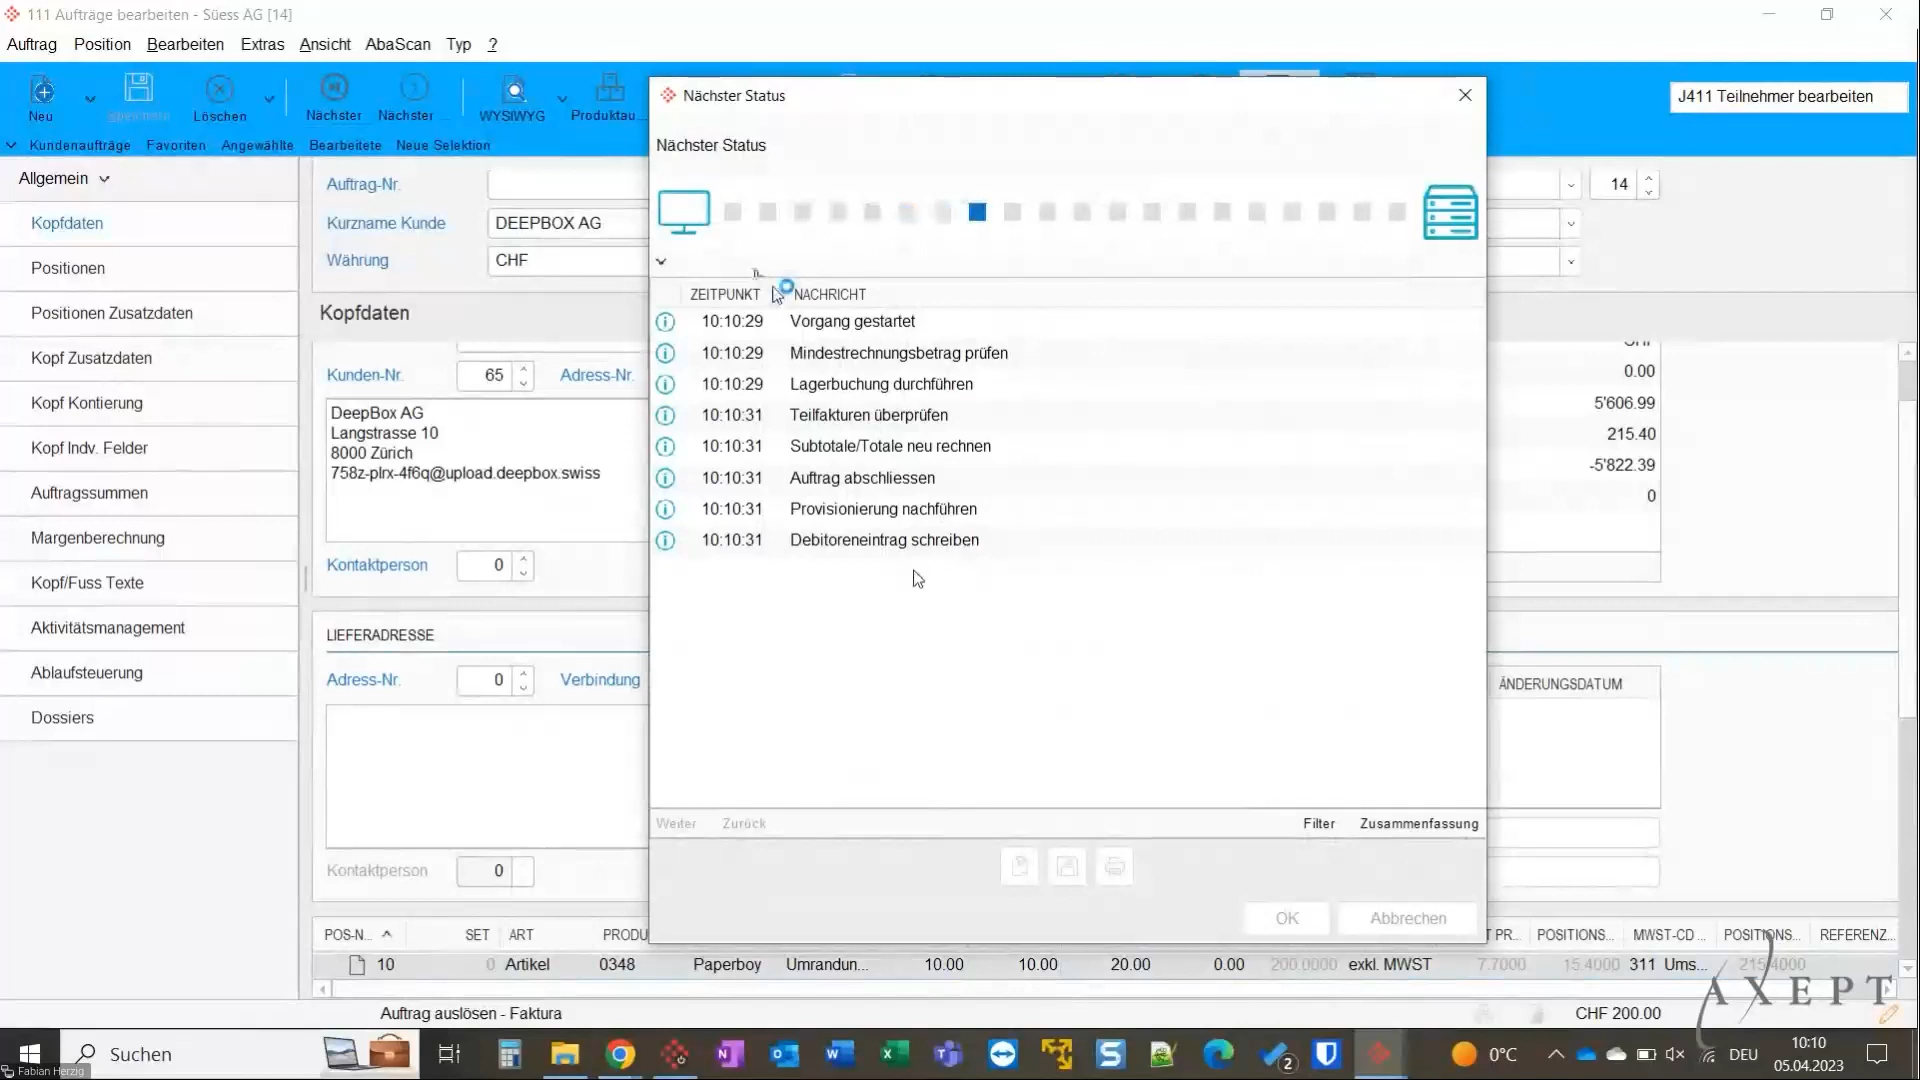 111 Aufträge bearbeiten - Süess AG [14]
Auftrag Position Bearbeiten Extras Ansicht AbaScan Typ ?
Neu Speichern Löschen Nächster Nächster ... WYSIWYG Produktau...
J411 Teilnehmer bearbeiten
Kundenaufträge Favoriten Angewählte Bearbeitete Neue Selektion
Allgemein
Kopfdaten
Positionen
Positionen Zusatzdaten
Kopf Zusatzdaten
Kopf Kontierung
Kopf Indv. Felder
Auftragssummen
Margenberechnung
Kopf/Fuss Texte
Aktivitätsmanagement
Ablaufsteuerung
Dossiers
Auftrag-Nr.
14
Kurzname Kunde DEEPBOX AG
Währung CHF
Kopfdaten
Kunden-Nr. 65 Adress-Nr.
DeepBox AG
Langstrasse 10
8000 Zürich
758z-plrx-4f6q@upload.deepbox.swiss
Kontaktperson 0
LIEFERADRESSE
Adress-Nr. 0 Verbindung
Kontaktperson 0
Nächster Status
Nächster Status
ZEITPUNKT NACHRICHT
10:10:29 Vorgang gestartet
10:10:29 Mindestrechnungsbetrag prüfen
10:10:29 Lagerbuchung durchführen
10:10:31 Teilfakturen überprüfen
10:10:31 Subtotale/Totale neu rechnen
10:10:31 Auftrag abschliessen
10:10:31 Provisionierung nachführen
10:10:31 Debitoreneintrag schreiben
Weiter Zurück Filter Zusammenfassung
OK Abbrechen
CHF
0.00
5'606.99
215.40
-5'822.39
0
ÄNDERUNGSDATUM
POS-N... SET ART PRODU T PR... POSITIONS... MWST-CD ... POSITIONS... REFERENZ...
10 0 Artikel 0348 Paperboy Umrandun... 10.00 10.00 20.00 0.00 200.0000 exkl. MWST 7.7000 15.4000 311 Ums... 215.4000
AXEPT
Auftrag auslösen - Faktura CHF 200.00
Suchen
2
0°C
DEU
10:10
05.04.2023
Fabian Herzig